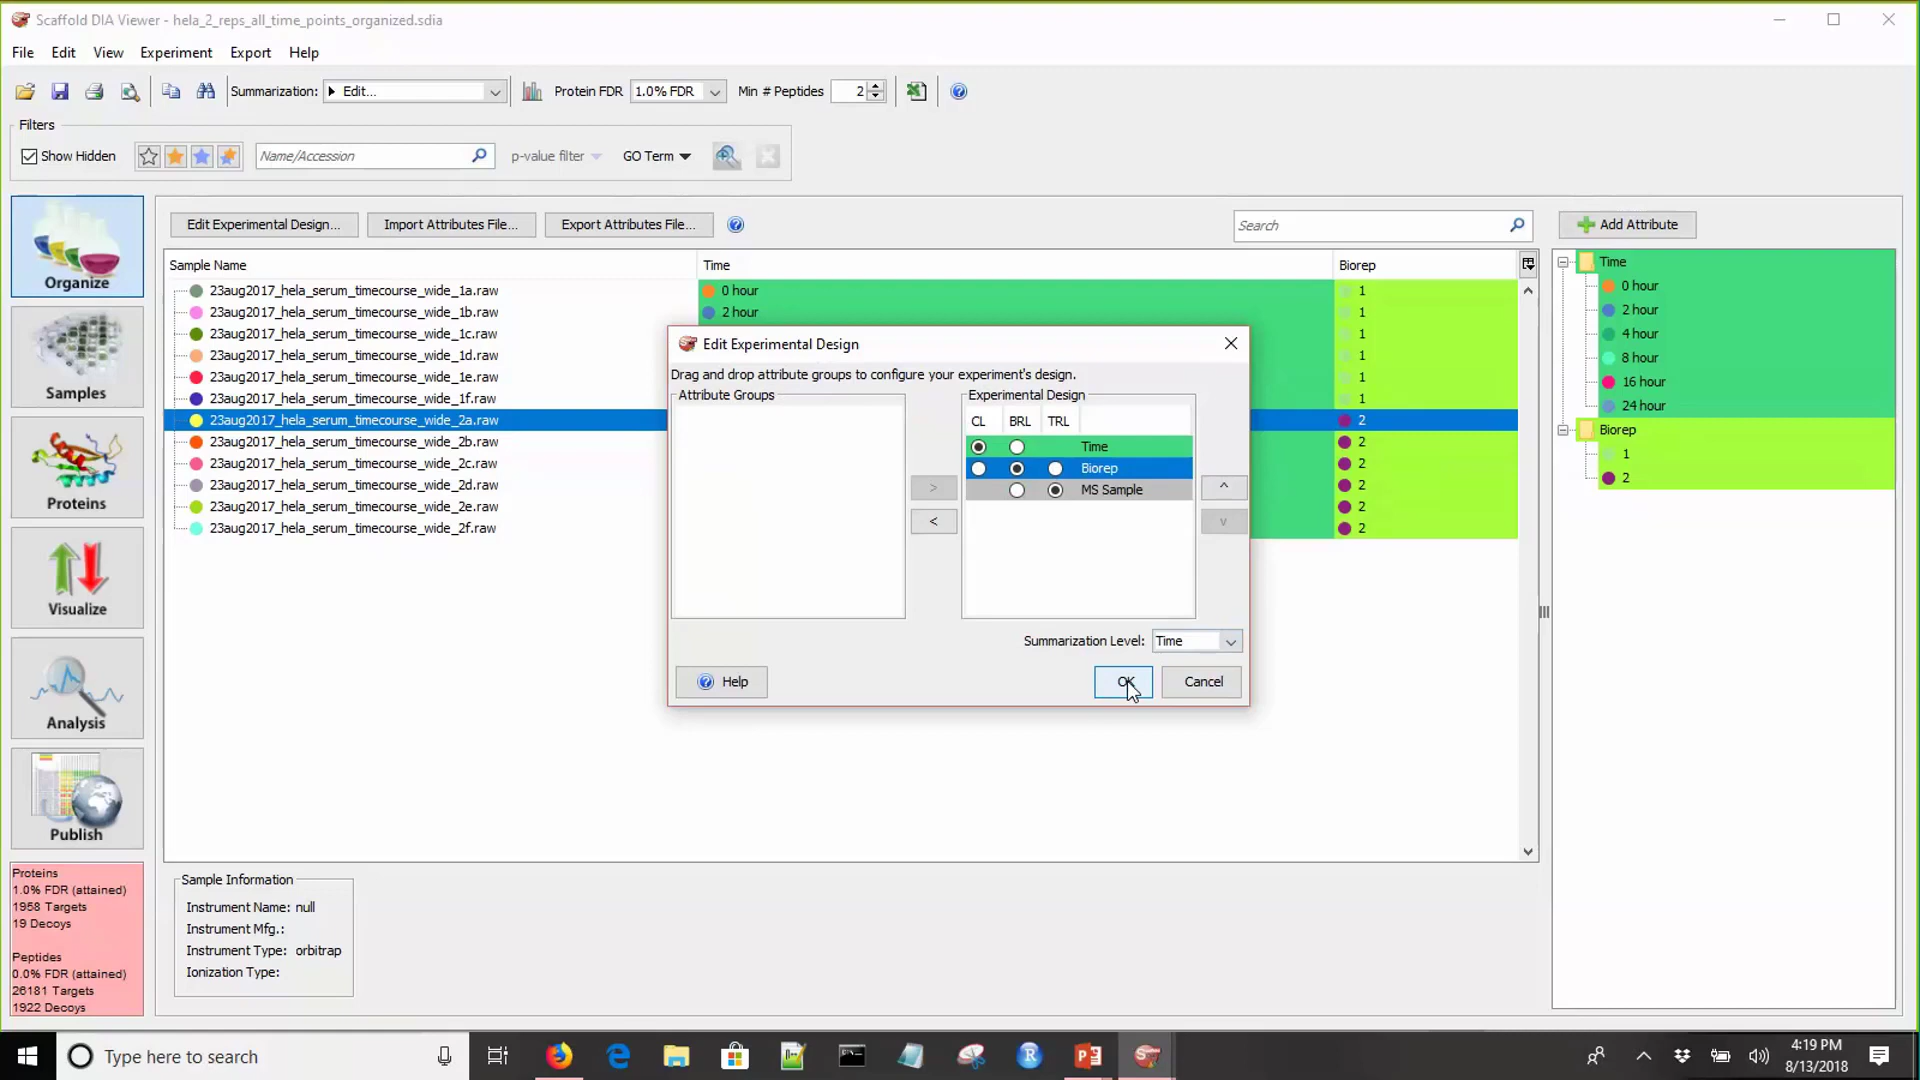 Scaffold DIA Viewer - hela_2_reps_all_time_points_organized.sdia
File Edit View Experiment Export Help
Summarization: Edit... Protein FDR 1.0% FDR Min # Peptides 2
Filters
Show Hidden Name/Accession p-value filter GO Term
Organize
Samples
Proteins
Visualize
Analysis
Publish
Proteins
1.0% FDR (attained)
1958 Targets
19 Decoys
Peptides
0.0% FDR (attained)
26181 Targets
1922 Decoys
Edit Experimental Design... Import Attributes File... Export Attributes File... Search
Sample Name Time Biorep
23aug2017_hela_serum_timecourse_wide_1a.raw 0 hour 1
23aug2017_hela_serum_timecourse_wide_1b.raw 2 hour 1
23aug2017_hela_serum_timecourse_wide_1c.raw 1
23aug2017_hela_serum_timecourse_wide_1d.raw 1
23aug2017_hela_serum_timecourse_wide_1e.raw 1
23aug2017_hela_serum_timecourse_wide_1f.raw 1
23aug2017_hela_serum_timecourse_wide_2a.raw 2
23aug2017_hela_serum_timecourse_wide_2b.raw 2
23aug2017_hela_serum_timecourse_wide_2c.raw 2
23aug2017_hela_serum_timecourse_wide_2d.raw 2
23aug2017_hela_serum_timecourse_wide_2e.raw 2
23aug2017_hela_serum_timecourse_wide_2f.raw 2
Edit Experimental Design
Drag and drop attribute groups to configure your experiment's design.
Attribute Groups Experimental Design
CL BRL TRL
Time
Biorep
> MS Sample ^
< v
Summarization Level: Time
Help OK Cancel
Add Attribute
Time
0 hour
2 hour
4 hour
8 hour
16 hour
24 hour
Biorep
1
2
Sample Information
Instrument Name: null
Instrument Mfg.:
Instrument Type: orbitrap
Ionization Type:
Type here to search
4:19 PM
8/13/2018